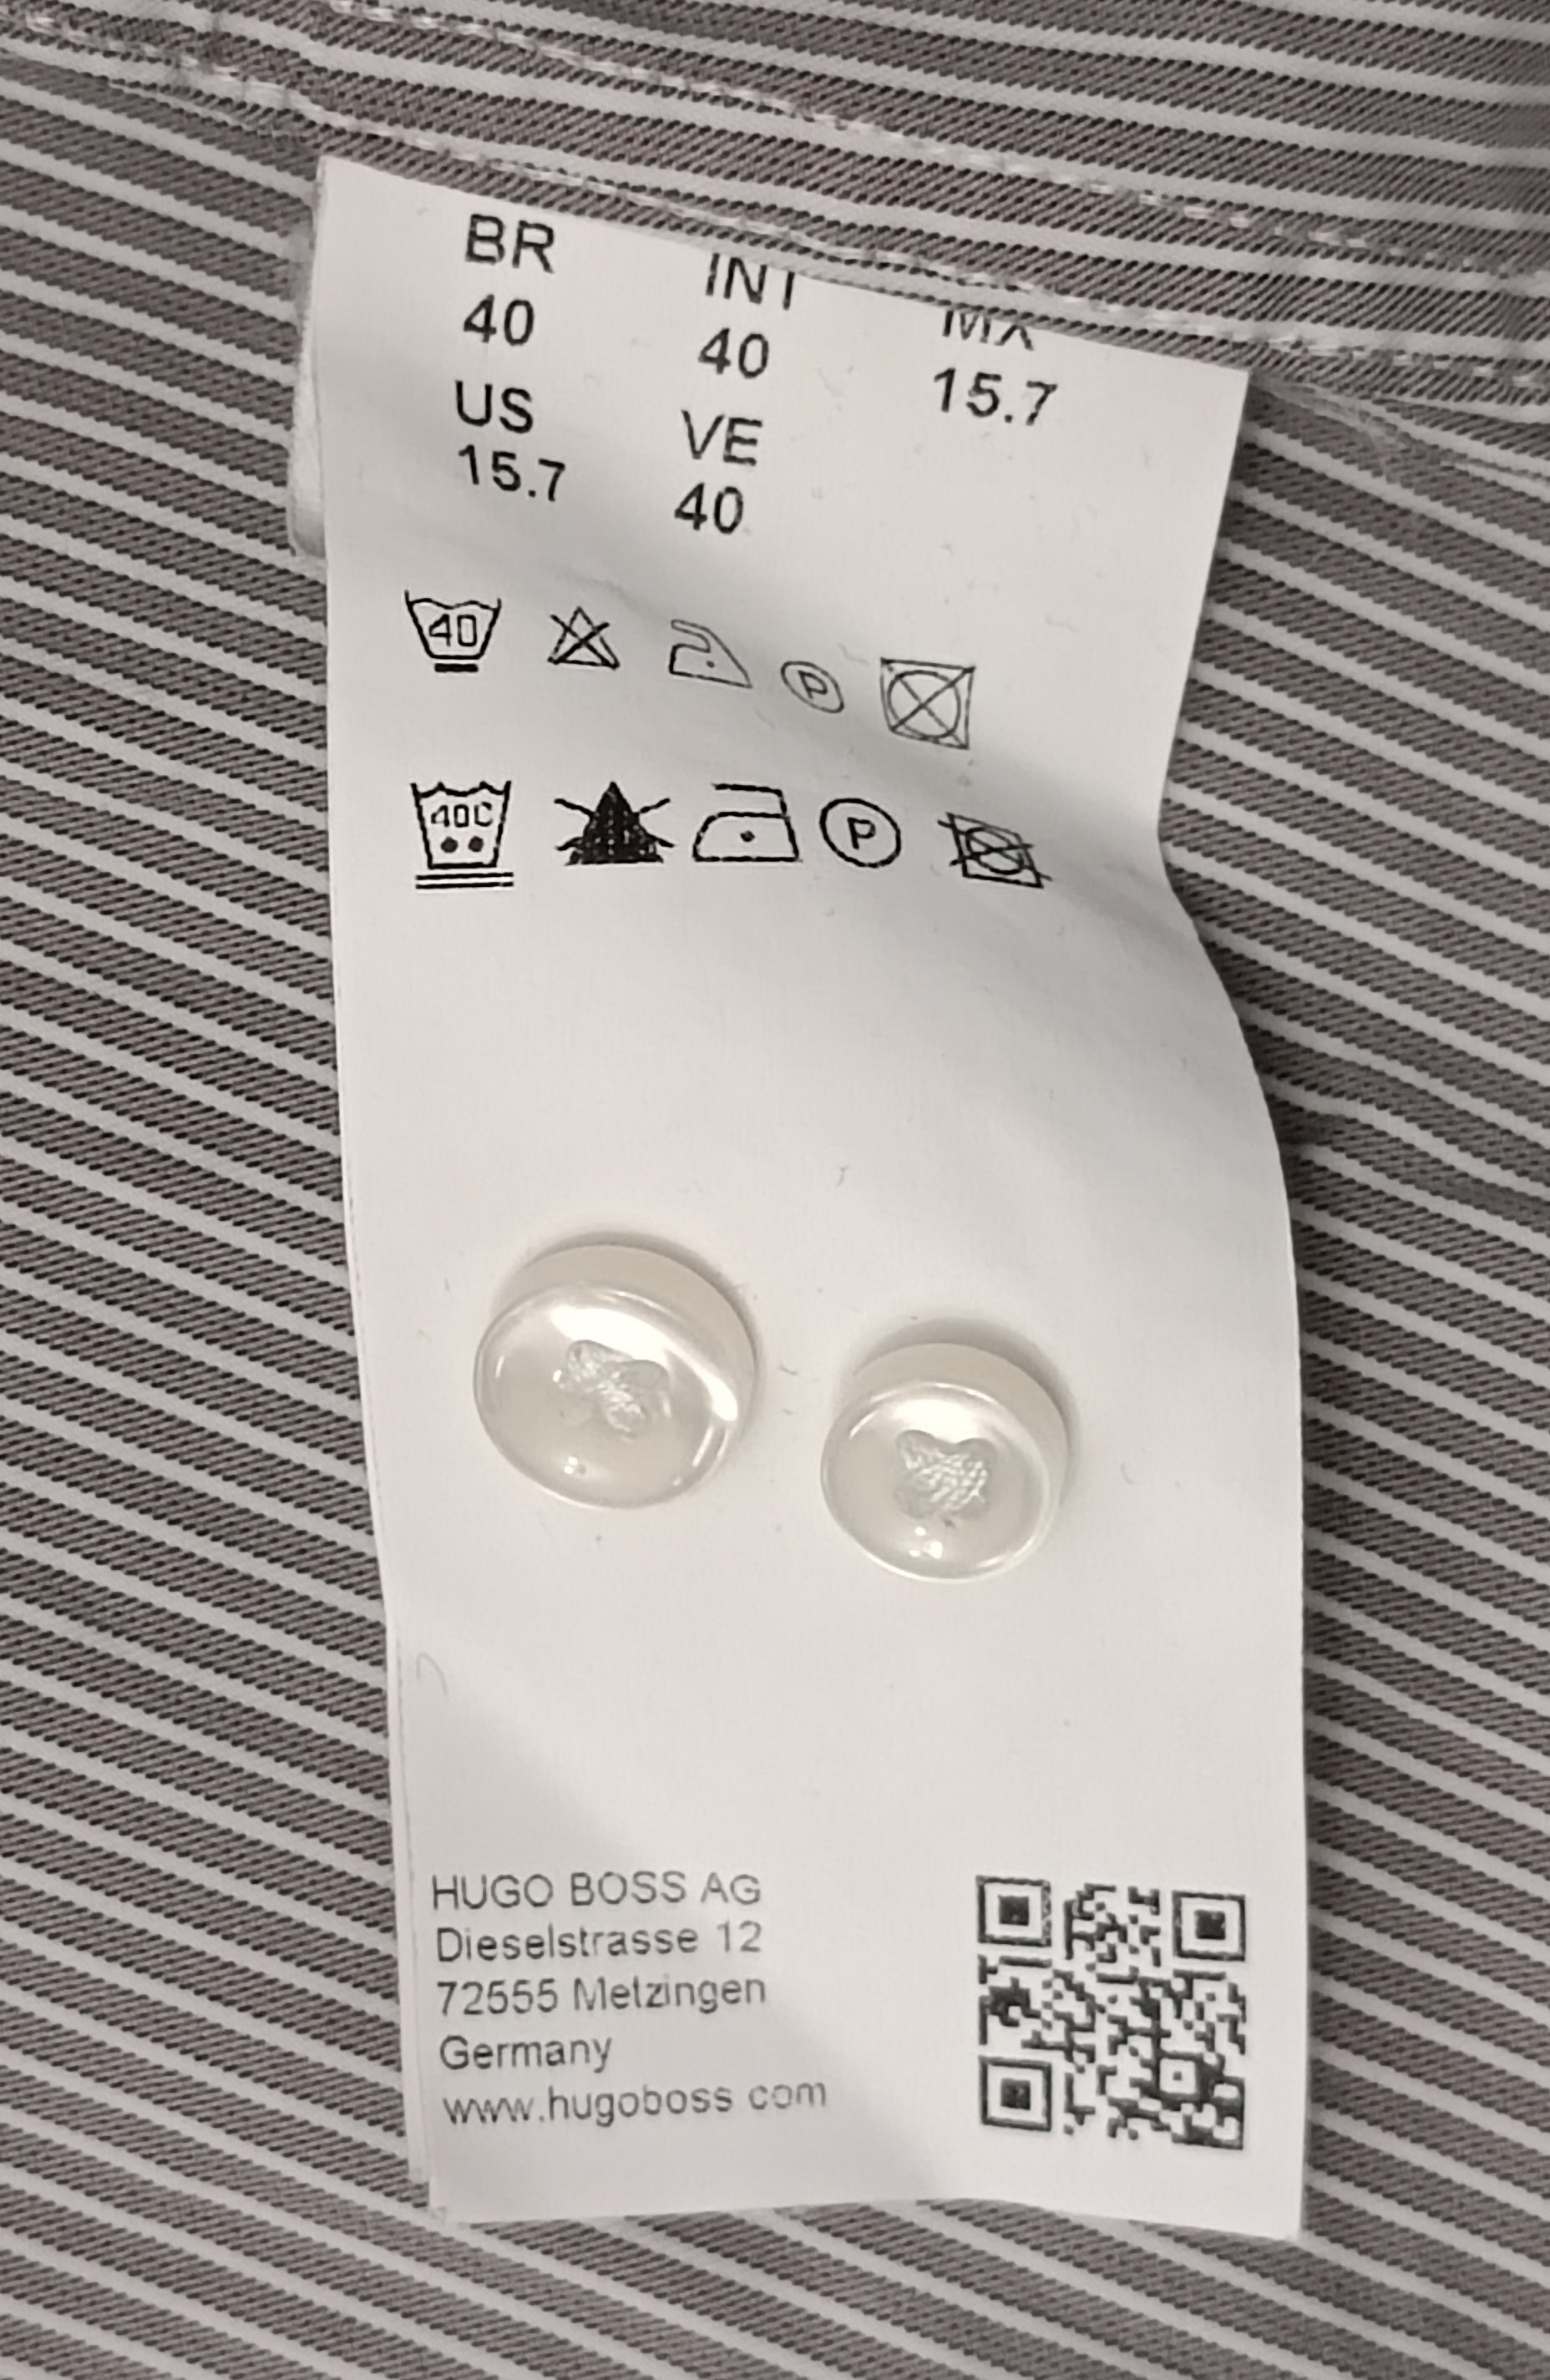 BR INT MX
40 40 15.7
US VE
15.7 40
40 P
40C P
HUGO BOSS AG
Dieselstrasse 12
72555 Metzingen
Germany
www.hugoboss com